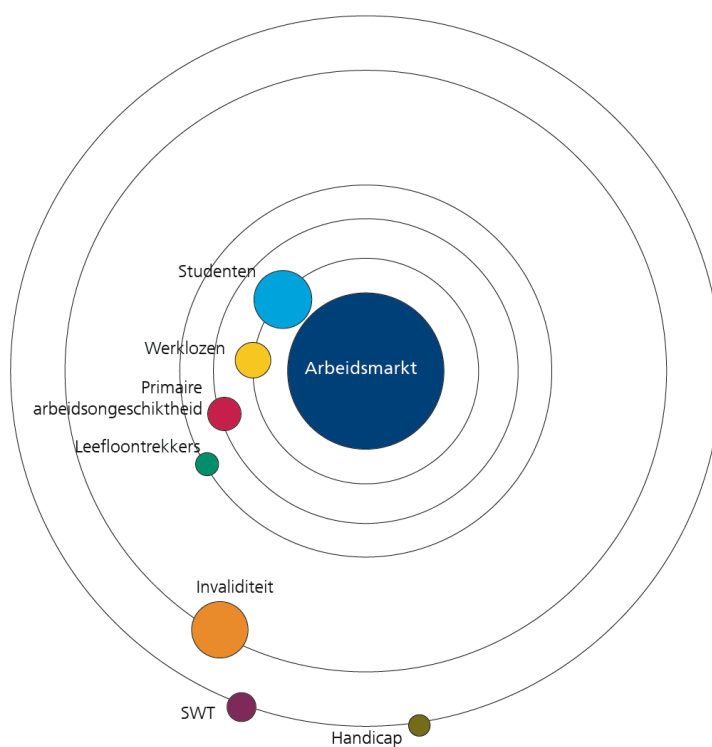 Studenten
Werklozen
Arbeidsmarkt
Primaire
arbeidsongeschiktheid
Leefloontrekkers
Invaliditeit
SWT
Handicap